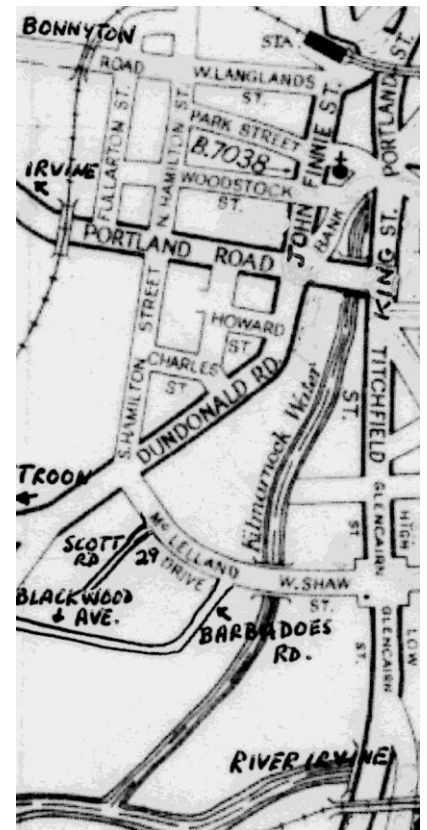 BONNYTON
STA.
ROAD
W. LANGLANDS
ST.
PORTLAND ST.
FULLARTON ST.
N. HAMILTON ST.
PARK STREET
B.7038
JOHN FINNIE ST.
IRVINE
WOODSTOCK
ST.
BANK
KING ST.
PORTLAND ROAD
S. HAMILTON STREET
HOWARD
ST
CHARLES
ST
DUNDONALD RD.
Kilmarnock Water
TITCHFIELD
ST.
TROON
GLENCAIRN
ST
HIGH
SCOTT
RD
29
McLELLAND
DRIVE
W. SHAW
ST.
BLACKWOOD
AVE.
BARBADOES
RD.
GLENCAIRN
ST.
LOW
RIVER IRVINE